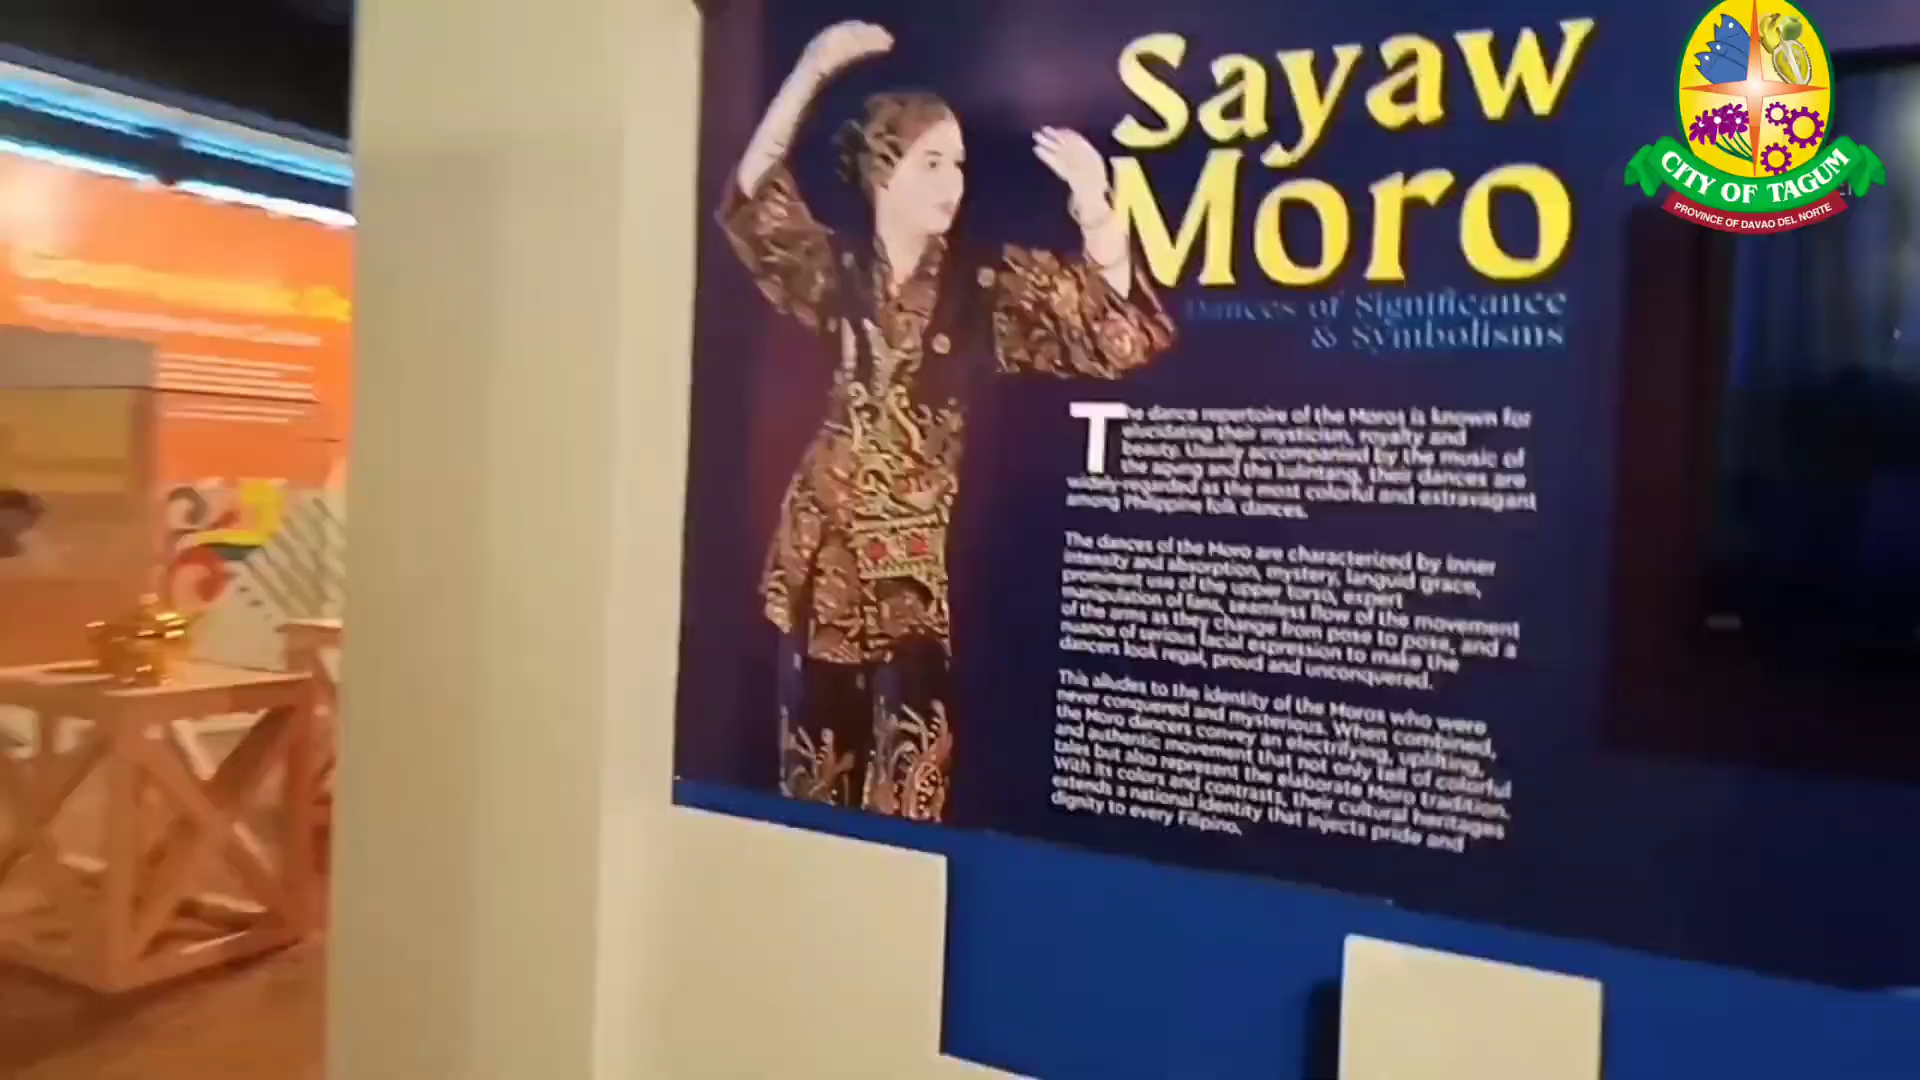 Sayaw
Moro
Dances of Significance
& Symbolisms
The dance repertoire of the Moros is known for
elucidating their mysticism, royalty and
beauty. Usually accompanied by the music of
the agung and the kulintang, their dances are
widely-regarded as the most colorful and extravagant
among Philippine folk dances.
The dances of the Moro are characterized by inner
intensity and absorption, mystery, languid grace,
prominent use of the upper torso, expert
manipulation of fans, seamless flow of the movement
of the arms as they change from pose to pose, and a
nuance of serious facial expression to make the
dancers look regal, proud and unconquered.
This alludes to the identity of the Moros who were
never conquered and mysterious. When combined,
the Moro dancers convey an electrifying, uplifting,
and authentic movement that not only tell of colorful
tales but also represent the elaborate Moro tradition.
With its colors and contrasts, their cultural heritages
extends a national identity that injects pride and
dignity to every Filipino.
CITY OF TAGUM
PROVINCE OF DAVAO DEL NORTE